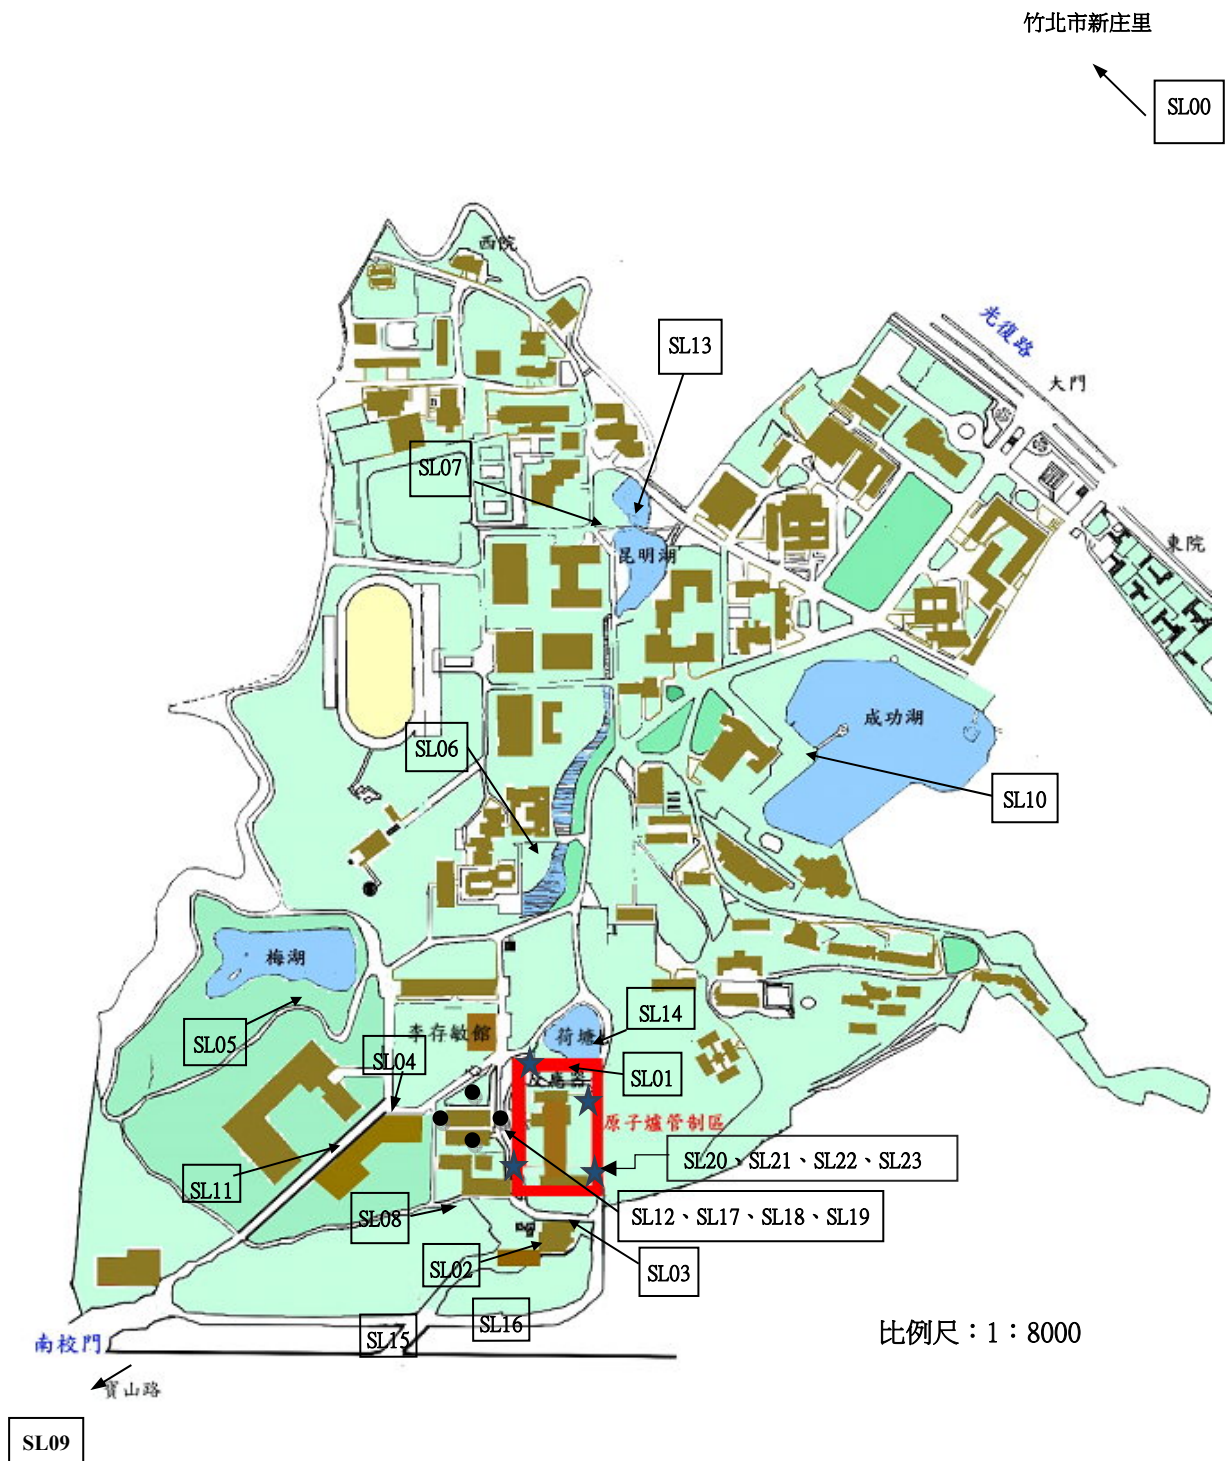 竹北市新庄里
SL00
西院
光復路
SL13
大門
SL07
東院
昆明湖
成功湖
SL06
SL10
梅湖
SL14
李存敏館
荷塘
SL05
SL04
SL01
反應器
原子爐管制區
SL20、SL21、SL22、SL23
SL11
SL08
SL12、SL17、SL18、SL19
SL02
SL03
SL16
SL15
比例尺：1：8000
南校門
寶山路
SL09